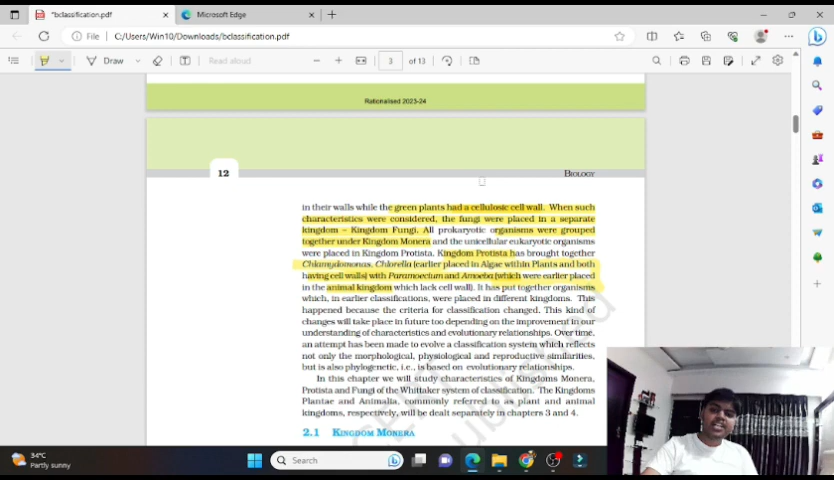 *bclassification.pdf
Microsoft Edge
File
C:/Users/Win10/Downloads/bclassification.pdf
Draw
Read aloud
3
of 13
Rationalised 2023-24
12
BIOLOGY
in their walls while the green plants had a cellulosic cell wall. When such
characteristics were considered, the fungi were placed in a separate
kingdom – Kingdom Fungi. All prokaryotic organisms were grouped
together under Kingdom Monera and the unicellular eukaryotic organisms
were placed in Kingdom Protista. Kingdom Protista has brought together
Chlamydomonas, Chlorella (earlier placed in Algae within Plants and both
having cell walls) with Paramoecium and Amoeba (which were earlier placed
in the animal kingdom which lack cell wall). It has put together organisms
which, in earlier classifications, were placed in different kingdoms. This
happened because the criteria for classification changed. This kind of
changes will take place in future too depending on the improvement in our
understanding of characteristics and evolutionary relationships. Over time,
an attempt has been made to evolve a classification system which reflects
not only the morphological, physiological and reproductive similarities,
but is also phylogenetic, i.e., is based on evolutionary relationships.
In this chapter we will study characteristics of Kingdoms Monera,
Protista and Fungi of the Whittaker system of classification. The Kingdoms
Plantae and Animalia, commonly referred to as plant and animal
kingdoms, respectively, will be dealt separately in chapters 3 and 4.
2.1 KINGDOM MONERA
34°C
Partly sunny
Search